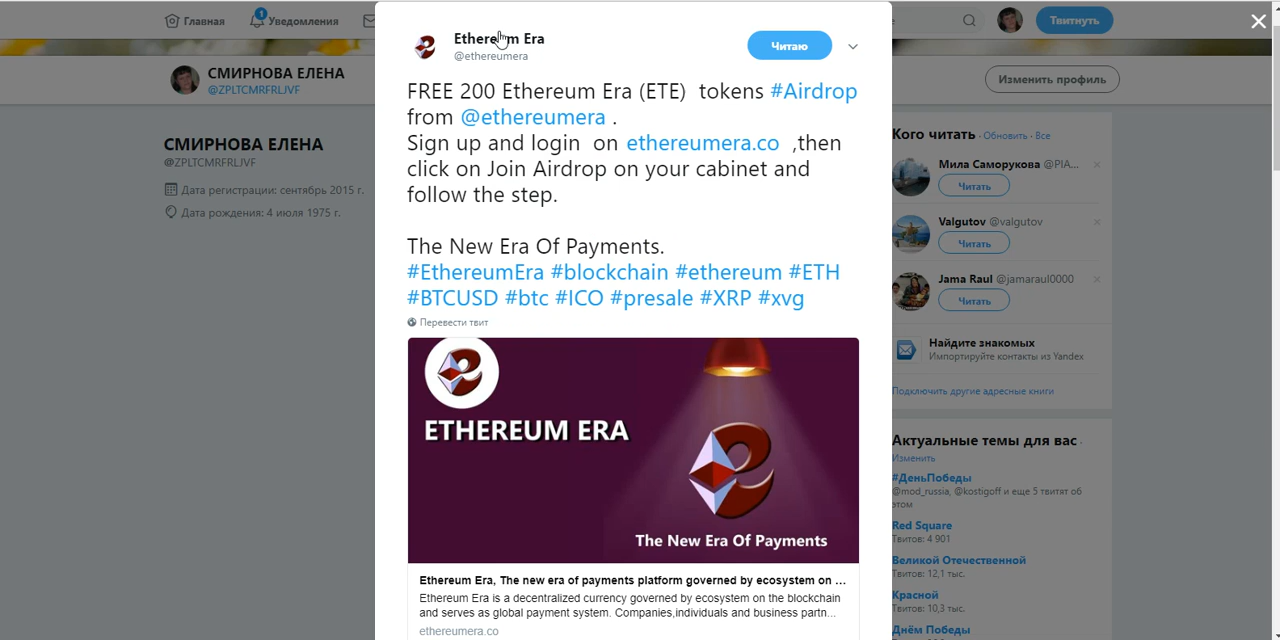 Главная
1
Уведомления
Твитнуть
СМИРНОВА ЕЛЕНА
@ZPLTCMRFRLJVF
Изменить профиль
СМИРНОВА ЕЛЕНА
@ZPLTCMRFRLJVF
Дата регистрации: сентябрь 2015 г.
Дата рождения: 4 июля 1975 г.
Ethereum Era
@ethereumera
Читаю
FREE 200 Ethereum Era (ETE) tokens #Airdrop
from @ethereumera .
Sign up and login on ethereumera.co ,then
click on Join Airdrop on your cabinet and
follow the step.
The New Era Of Payments.
#EthereumEra #blockchain #ethereum #ETH
#BTCUSD #btc #ICO #presale #XRP #xvg
Перевести твит
ETHEREUM ERA
The New Era Of Payments
Ethereum Era, The new era of payments platform governed by ecosystem on ...
Ethereum Era is a decentralized currency governed by ecosystem on the blockchain
and serves as global payment system. Companies,individuals and business partn...
ethereumera.co
Кого читать · Обновить · Все
Мила Саморукова @PIA...
Читать
Valgutov @valgutov
Читать
Jama Raul @jamaraul0000
Читать
Найдите знакомых
Импортируйте контакты из Yandex
Подключить другие адресные книги
Актуальные темы для вас ·
Изменить
#ДеньПобеды
@mod_russia, @kostigoff и еще 5 твитят об
этом
Red Square
Твитов: 4 901
Великой Отечественной
Твитов: 12,1 тыс.
Красной
Твитов: 10,3 тыс.
Днём Победы